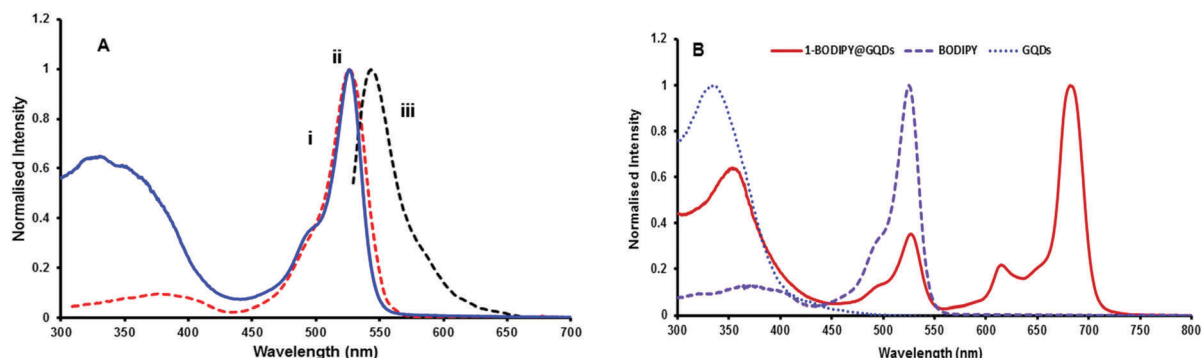 A
Normalised Intensity
1.2
1
0.8
0.6
0.4
0.2
0
i
ii
iii
300 350 400 450 500 550 600 650 700
Wavelength (nm)
B
1-BODIPY@GQDs BODIPY GQDs
Normalised Intensity
1.2
1
0.8
0.6
0.4
0.2
0
300 350 400 450 500 550 600 650 700 750 800
Wavelength (nm)